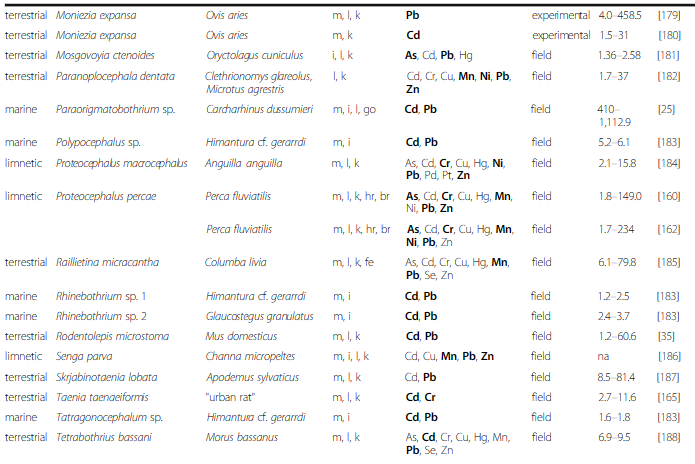 terrestrial Moniezia expansa Ovis aries m, l, k Pb experimental 4.0–458.5 [179]
terrestrial Moniezia expansa Ovis aries m, k Cd experimental 1.5–31 [180]
terrestrial Mosgovoyia ctenoides Oryctolagus cuniculus i, l, k As, Cd, Pb, Hg field 1.36–2.58 [181]
terrestrial Paranoplocephala dentata Clethrionomys glareolus, l, k Cd, Cr, Cu, Mn, Ni, Pb, field 1.7–37 [182]
Microtus agrestris Zn
marine Paraorigmatobothrium sp. Carcharhinus dussumieri m, i, l, go Cd, Pb field 410– [25]
1,112.9
marine Polypocephalus sp. Himantura cf. gerarrdi m, i Cd, Pb field 5.2–6.1 [183]
limnetic Proteocephalus macrocephalus Anguilla anguilla m, l, k As, Cd, Cr, Cu, Hg, Ni, field 2.1–15.8 [184]
Pb, Pd, Pt, Zn
limnetic Proteocephalus percae Perca fluviatilis m, l, k, hr, br As, Cd, Cr, Cu, Hg, Mn, field 1.8–149.0 [160]
Ni, Pb, Zn
Perca fluviatilis m, l, k, hr, br As, Cd, Cr, Cu, Hg, Mn, field 1.7–234 [162]
Ni, Pb, Zn
terrestrial Raillietina micracantha Columba livia m, l, k, fe As, Cd, Cr, Cu, Hg, Mn, field 6.1–79.8 [185]
Pb, Se, Zn
marine Rhinebothrium sp. 1 Himantura cf. gerarrdi m, i Cd, Pb field 1.2–2.5 [183]
marine Rhinebothrium sp. 2 Glaucostegus granulatus m, i Cd, Pb field 2.4–3.7 [183]
terrestrial Rodentolepis microstoma Mus domesticus m, l, k Cd, Pb field 1.2–60.6 [35]
limnetic Senga parva Channa micropeltes m, i, l, k Cd, Cu, Mn, Pb, Zn field na [186]
terrestrial Skrjabinotaenia lobata Apodemus sylvaticus m, l, k Cd, Pb field 8.5–81.4 [187]
terrestrial Taenia taenaeiformis "urban rat" m, l, k Cd, Cr field 2.7–11.6 [165]
marine Tatragonocephalum sp. Himantura cf. gerarrdi m, i Cd, Pb field 1.6–1.8 [183]
terrestrial Tetrabothrius bassani Morus bassanus m, l, k As, Cd, Cr, Cu, Hg, Mn, field 6.9–9.5 [188]
Pb, Se, Zn